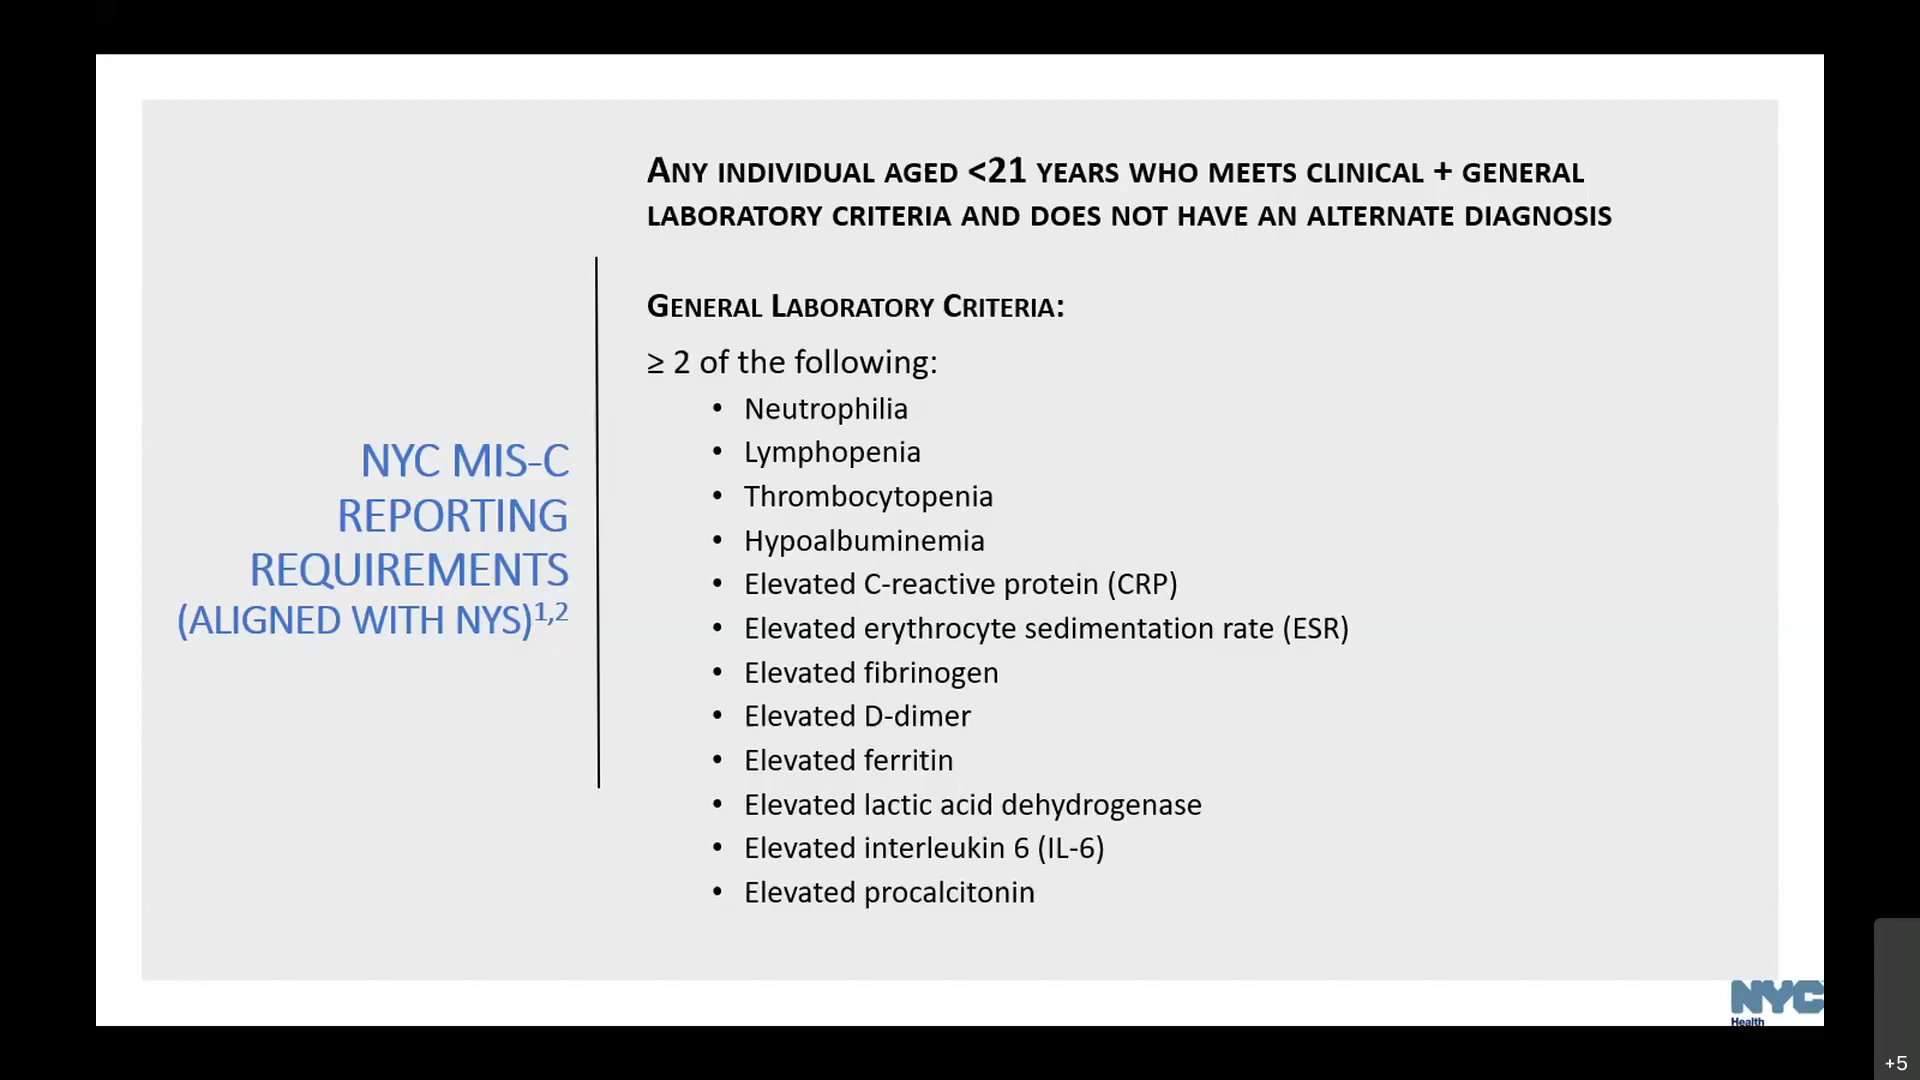 ANY INDIVIDUAL AGED <21 YEARS WHO MEETS CLINICAL + GENERAL
LABORATORY CRITERIA AND DOES NOT HAVE AN ALTERNATE DIAGNOSIS
GENERAL LABORATORY CRITERIA:
≥ 2 of the following:
• Neutrophilia
• Lymphopenia
• Thrombocytopenia
• Hypoalbuminemia
• Elevated C-reactive protein (CRP)
• Elevated erythrocyte sedimentation rate (ESR)
• Elevated fibrinogen
• Elevated D-dimer
• Elevated ferritin
• Elevated lactic acid dehydrogenase
• Elevated interleukin 6 (IL-6)
• Elevated procalcitonin
NYC MIS-C
REPORTING
REQUIREMENTS
(ALIGNED WITH NYS)¹,²
NYC
Health
+5